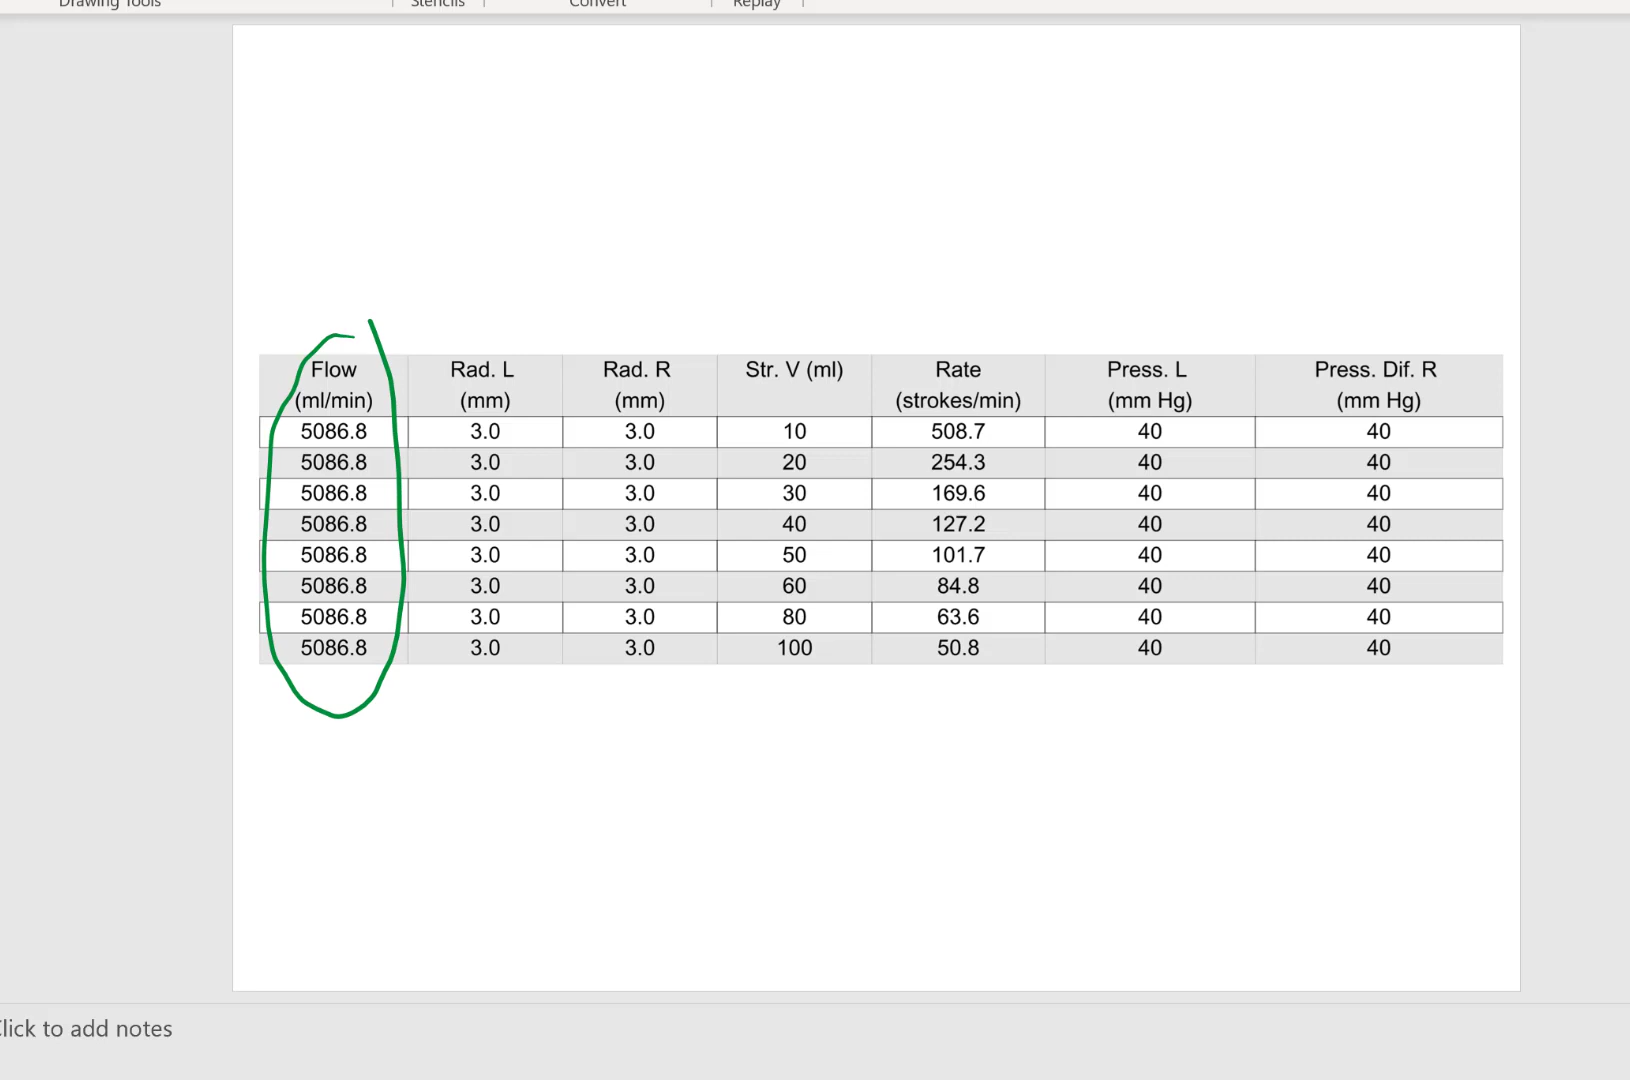 Drawing Tools Stencils Convert Replay
Flow Rad. L Rad. R Str. V (ml) Rate Press. L Press. Dif. R
(ml/min) (mm) (mm) (strokes/min) (mm Hg) (mm Hg)
5086.8 3.0 3.0 10 508.7 40 40
5086.8 3.0 3.0 20 254.3 40 40
5086.8 3.0 3.0 30 169.6 40 40
5086.8 3.0 3.0 40 127.2 40 40
5086.8 3.0 3.0 50 101.7 40 40
5086.8 3.0 3.0 60 84.8 40 40
5086.8 3.0 3.0 80 63.6 40 40
5086.8 3.0 3.0 100 50.8 40 40
lick to add notes